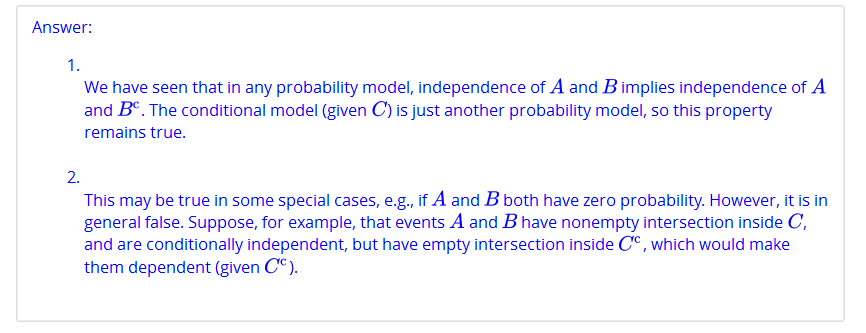 Answer:
1.
We have seen that in any probability model, independence of A and B implies independence of A
and Bᶜ. The conditional model (given C) is just another probability model, so this property
remains true.
2.
This may be true in some special cases, e.g., if A and B both have zero probability. However, it is in
general false. Suppose, for example, that events A and B have nonempty intersection inside C,
and are conditionally independent, but have empty intersection inside Cᶜ, which would make
them dependent (given Cᶜ).